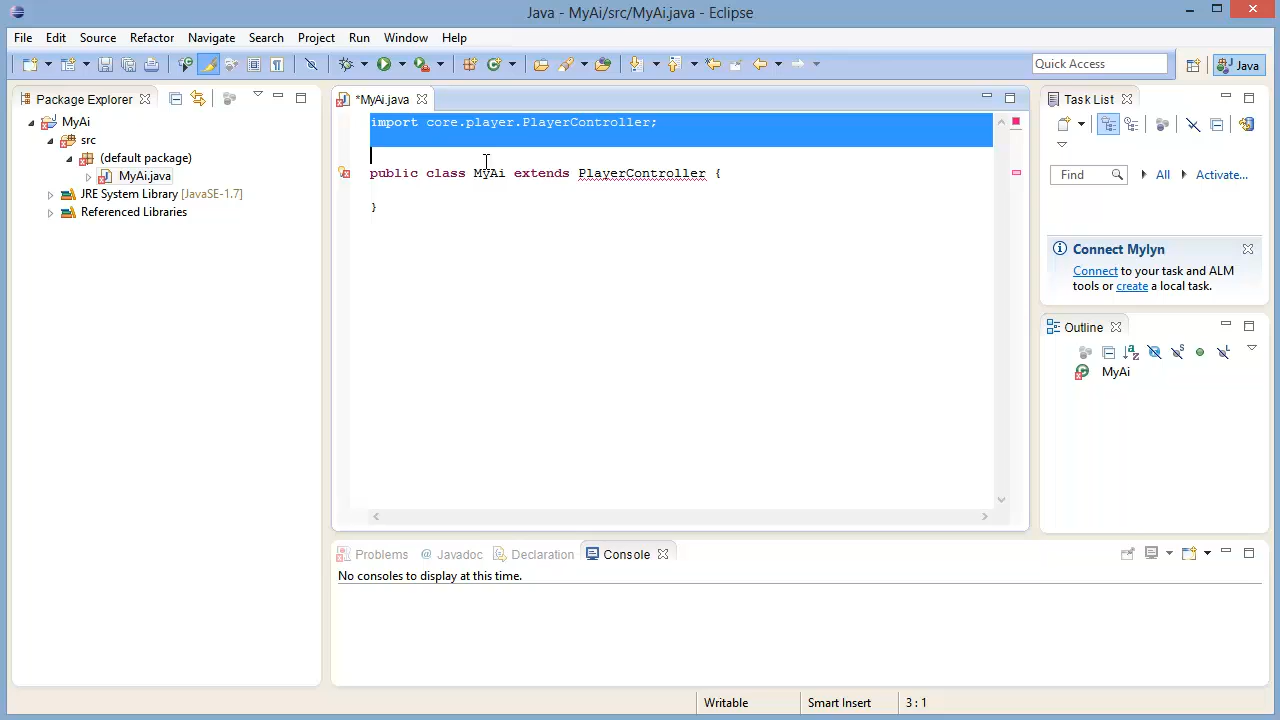 Java - MyAi/src/MyAi.java - Eclipse
File Edit Source Refactor Navigate Search Project Run Window Help
Quick Access
Java
Package Explorer
MyAi
src
(default package)
MyAi.java
JRE System Library [JavaSE-1.7]
Referenced Libraries
*MyAi.java
import core.player.PlayerController;
public class MyAi extends PlayerController {
}
Task List
Find
All
Activate...
Connect Mylyn
Connect to your task and ALM
tools or create a local task.
Outline
MyAi
Problems @ Javadoc Declaration Console
No consoles to display at this time.
Writable Smart Insert 3 : 1